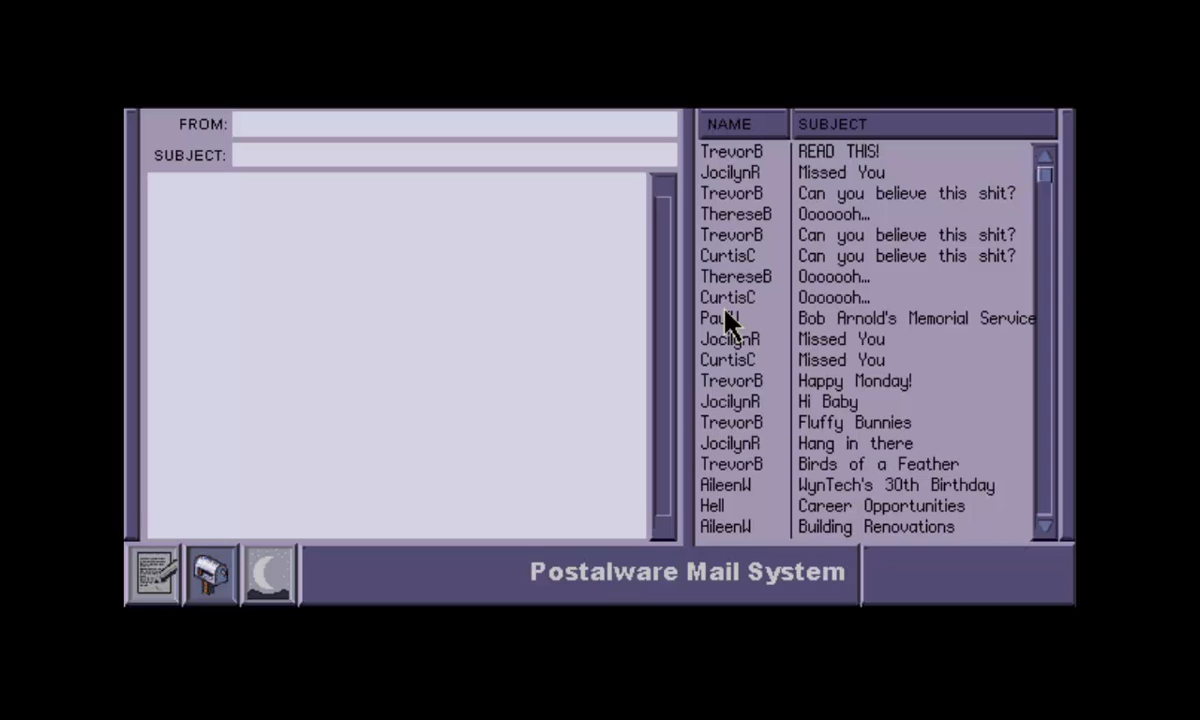 FROM:
SUBJECT:
NAME SUBJECT
TrevorB READ THIS!
JocilynR Missed You
TrevorB Can you believe this shit?
ThereseB Ooooooh...
TrevorB Can you believe this shit?
CurtisC Can you believe this shit?
ThereseB Ooooooh...
CurtisC Ooooooh...
Bob Arnold's Memorial Service
JocilynR Missed You
CurtisC Missed You
TrevorB Happy Monday!
JocilynR Hi Baby
TrevorB Fluffy Bunnies
JocilynR Hang in there
TrevorB Birds of a Feather
AileenW WynTech's 30th Birthday
Hell Career Opportunities
AileenW Building Renovations
Postalware Mail System